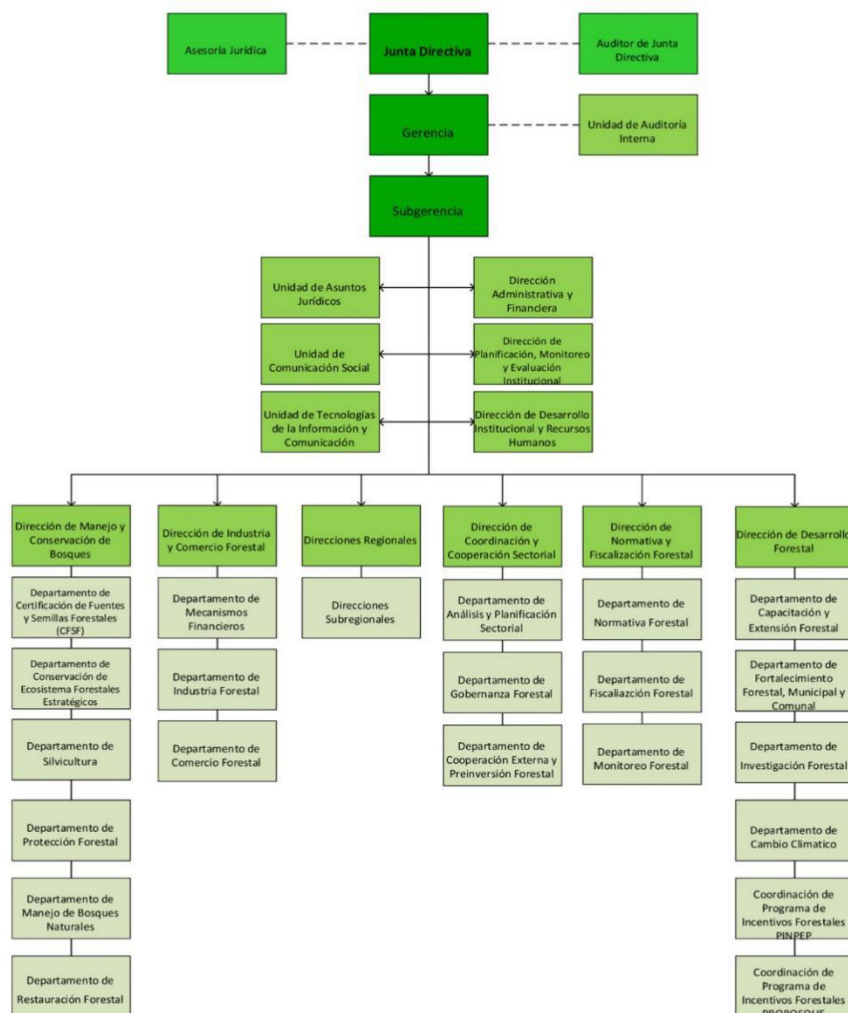 Asesoría Jurídica
Junta Directiva
Auditor de Junta
Directiva
Gerencia
Unidad de Auditoría
Interna
Subgerencia
Unidad de Asuntos
Jurídicos
Dirección
Administrativa y
Financiera
Unidad de
Comunicación Social
Dirección de
Planificación, Monitoreo
y Evaluación
Institucional
Unidad de Tecnologías
de la Información y
Comunicación
Dirección de Desarrollo
Institucional y Recursos
Humanos
Dirección de Manejo y
Conservación de
Bosques
Dirección de Industria
y Comercio Forestal
Direcciones Regionales
Dirección de
Coordinación y
Cooperación Sectorial
Dirección de
Normativa y
Fiscalización Forestal
Dirección de Desarrollo
Forestal
Departamento de
Certificación de Fuentes
y Semillas Forestales
(CFSF)
Departamento de
Mecanismos
Financieros
Direcciones
Subregionales
Departamento de
Análisis y Planificación
Sectorial
Departamento de
Normativa Forestal
Departamento de
Capacitación y
Extensión Forestal
Departamento de
Conservación de
Ecosistema Forestales
Estratégicos
Departamento de
Industria Forestal
Departamento de
Gobernanza Forestal
Departamento de
Fiscaliazción Forestal
Departamento de
Fortalecimiento
Forestal, Municipal y
Comunal
Departamento de
Silvicultura
Departamento de
Comercio Forestal
Departamento de
Cooperación Externa y
Preinversión Forestal
Departamento de
Monitoreo Forestal
Departamento de
Investigación Forestal
Departamento de
Protección Forestal
Departamento de
Cambio Climatico
Departamento de
Manejo de Bosques
Naturales
Coordinación de
Programa de
Incentivos Forestales
PINPEP
Departamento de
Restauración Forestal
Coordinación de
Programa de
Incentivos Forestales